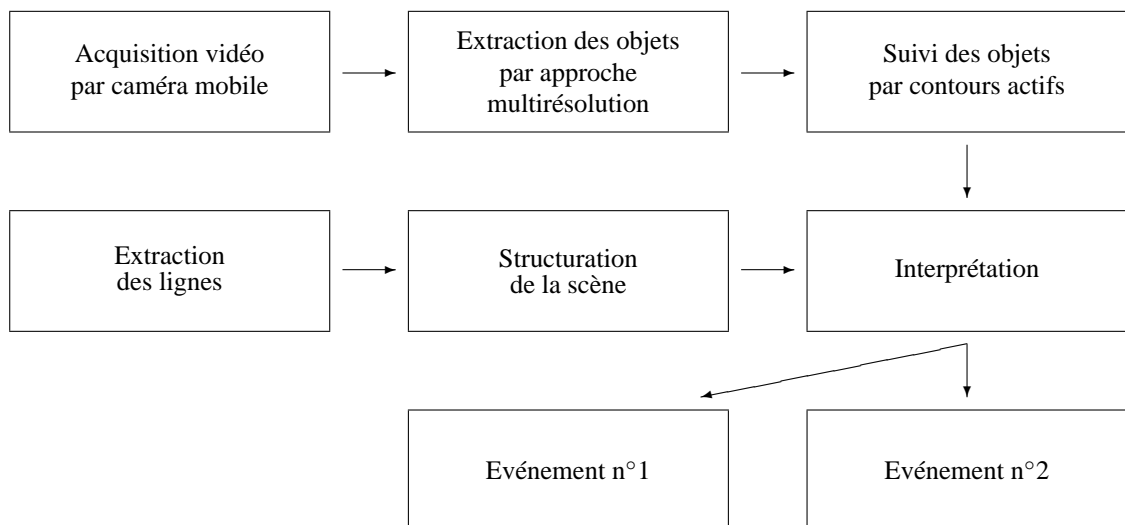 Acquisition vidéo
par caméra mobile
Extraction des objets
par approche
multirésolution
Suivi des objets
par contours actifs
Extraction
des lignes
Structuration
de la scène
Interprétation
Evénement n°1
Evénement n°2